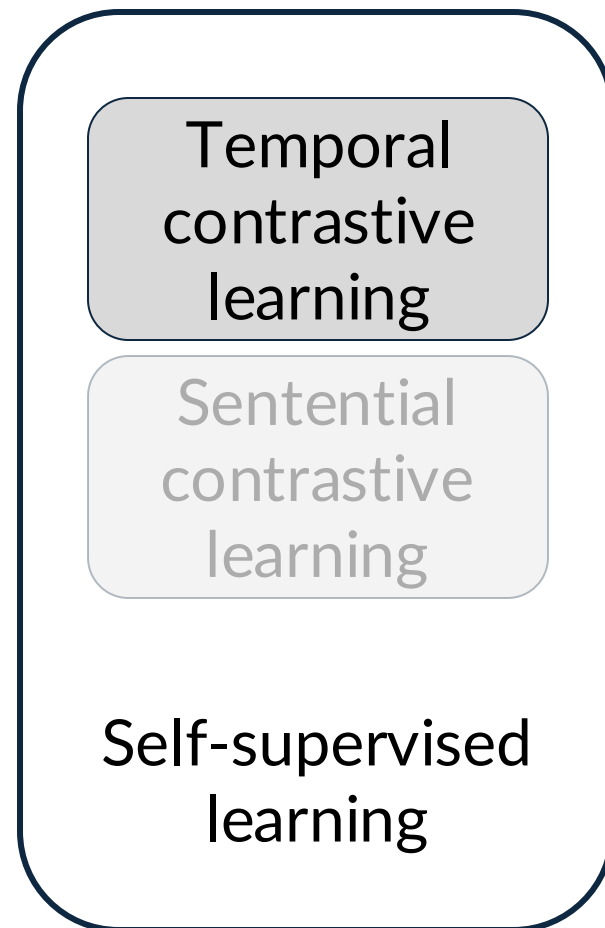 Temporal
contrastive
learning
Sentential
contrastive
learning
Self-supervised
learning